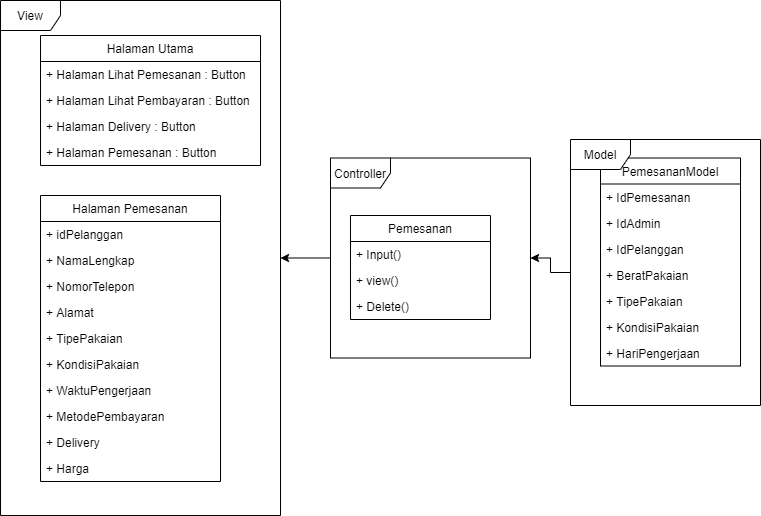 View
Halaman Utama
+ Halaman Lihat Pemesanan : Button
+ Halaman Lihat Pembayaran : Button
+ Halaman Delivery : Button
+ Halaman Pemesanan : Button
Halaman Pemesanan
+ idPelanggan
+ NamaLengkap
+ NomorTelepon
+ Alamat
+ TipePakaian
+ KondisiPakaian
+ WaktuPengerjaan
+ MetodePembayaran
+ Delivery
+ Harga
Controller
Pemesanan
+ Input()
+ view()
+ Delete()
Model
PemesananModel
+ IdPemesanan
+ IdAdmin
+ IdPelanggan
+ BeratPakaian
+ TipePakaian
+ KondisiPakaian
+ HariPengerjaan